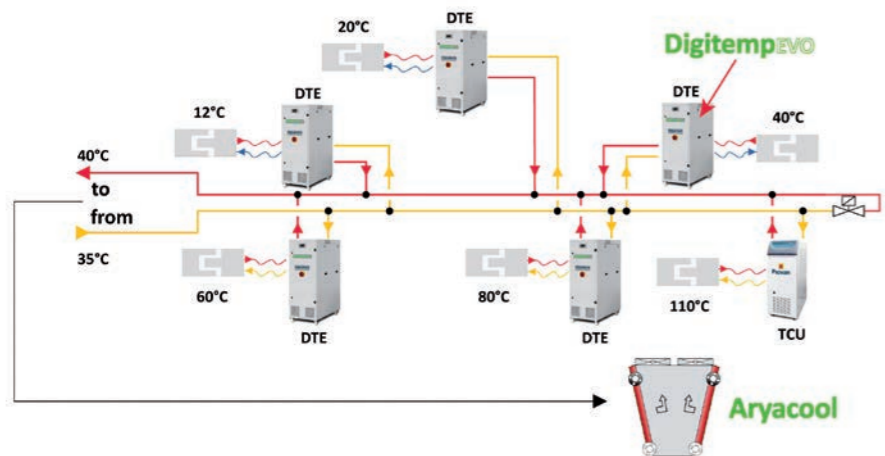 20°C
DTE
DigitempEVO
12°C
DTE
DTE
40°C
40°C
to
from
35°C
60°C
DTE
80°C
DTE
110°C
TCU
Aryacool